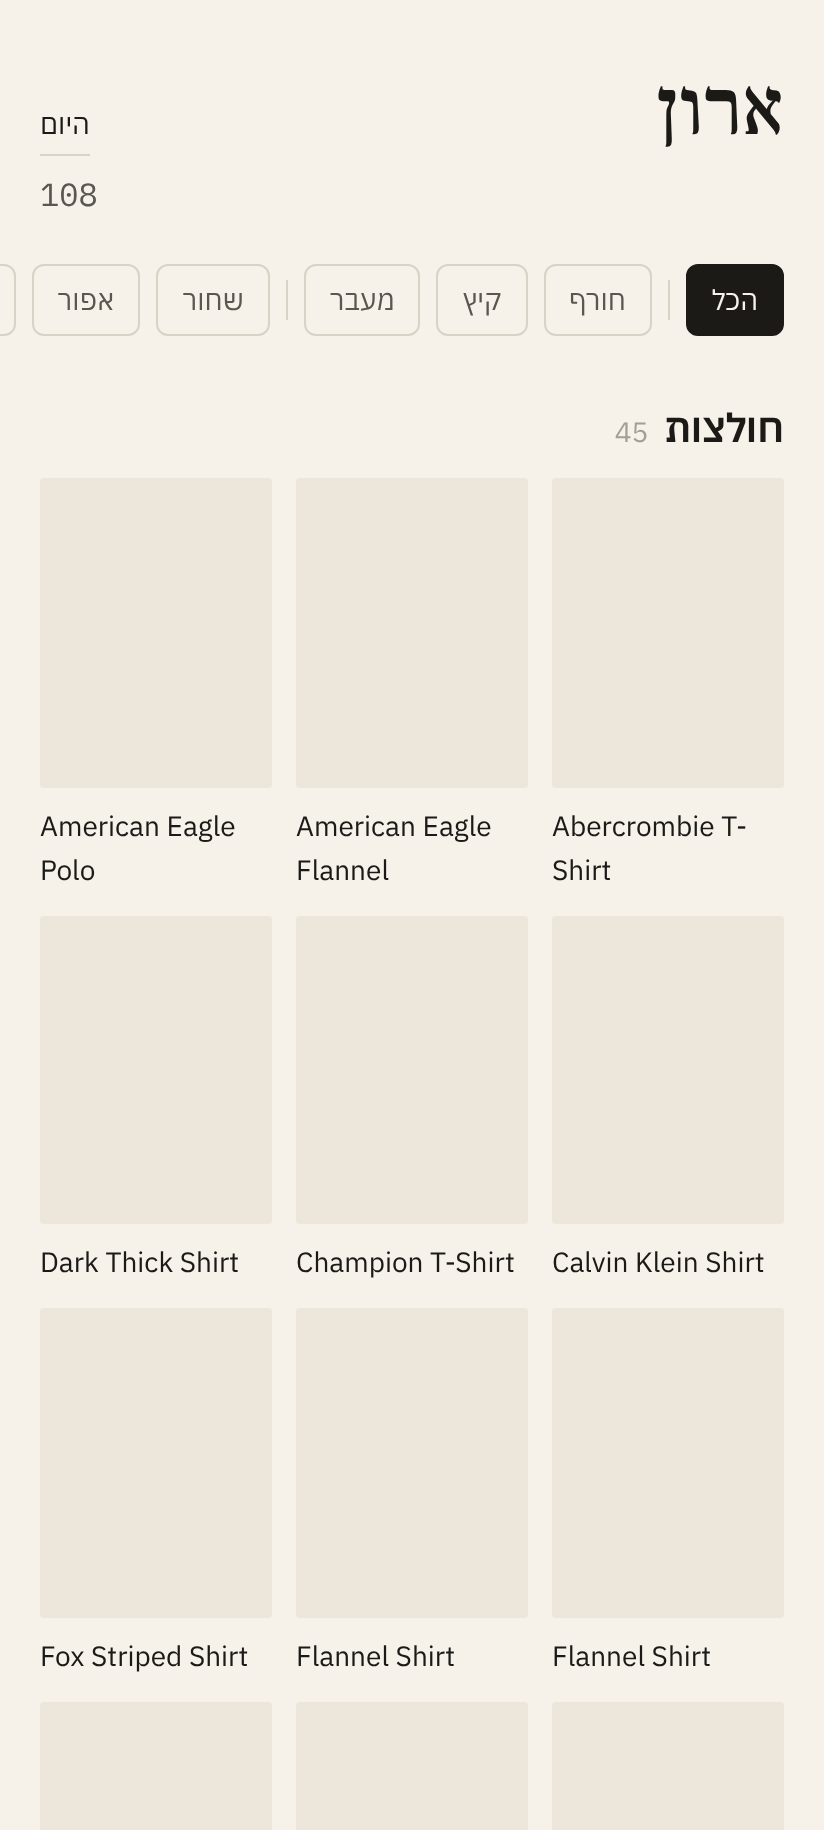 ארון
היום
108
הכל
חורף
קיץ
מעבר
שחור
אפור
חולצות 45
Abercrombie T-
Shirt
American Eagle
Flannel
American Eagle
Polo
Calvin Klein Shirt
Champion T-Shirt
Dark Thick Shirt
Flannel Shirt
Flannel Shirt
Fox Striped Shirt